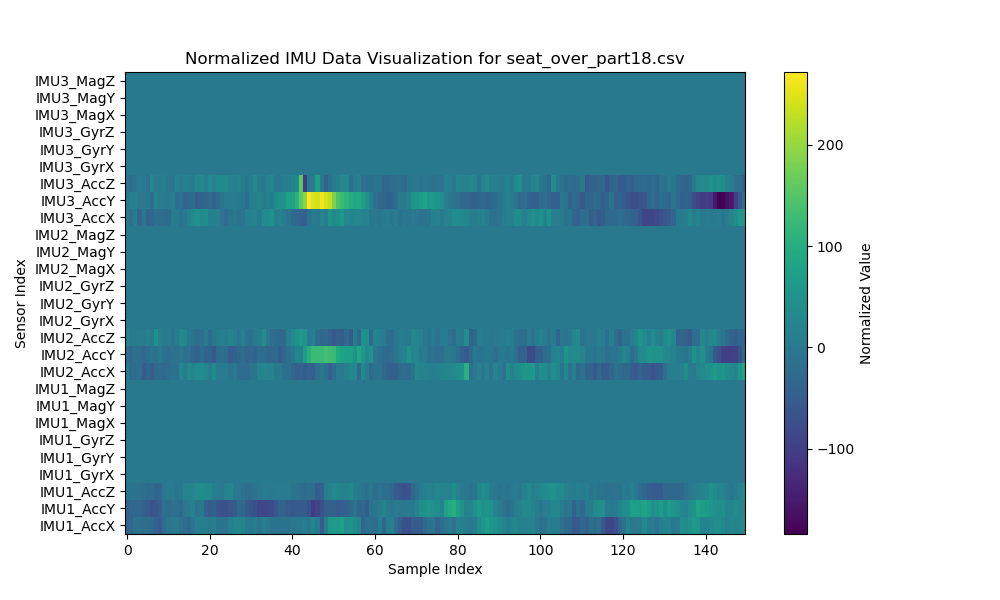 Normalized IMU Data Visualization for seat_over_part18.csv
IMU3_MagZ
IMU3_MagY
IMU3_MagX
IMU3_GyrZ
IMU3_GyrY
IMU3_GyrX
IMU3_AccZ
IMU3_AccY
IMU3_AccX
IMU2_MagZ
IMU2_MagY
IMU2_MagX
IMU2_GyrZ
IMU2_GyrY
IMU2_GyrX
IMU2_AccZ
IMU2_AccY
IMU2_AccX
IMU1_MagZ
IMU1_MagY
IMU1_MagX
IMU1_GyrZ
IMU1_GyrY
IMU1_GyrX
IMU1_AccZ
IMU1_AccY
IMU1_AccX
Sensor Index
0 20 40 60 80 100 120 140
Sample Index
200
100
0
−100
Normalized Value